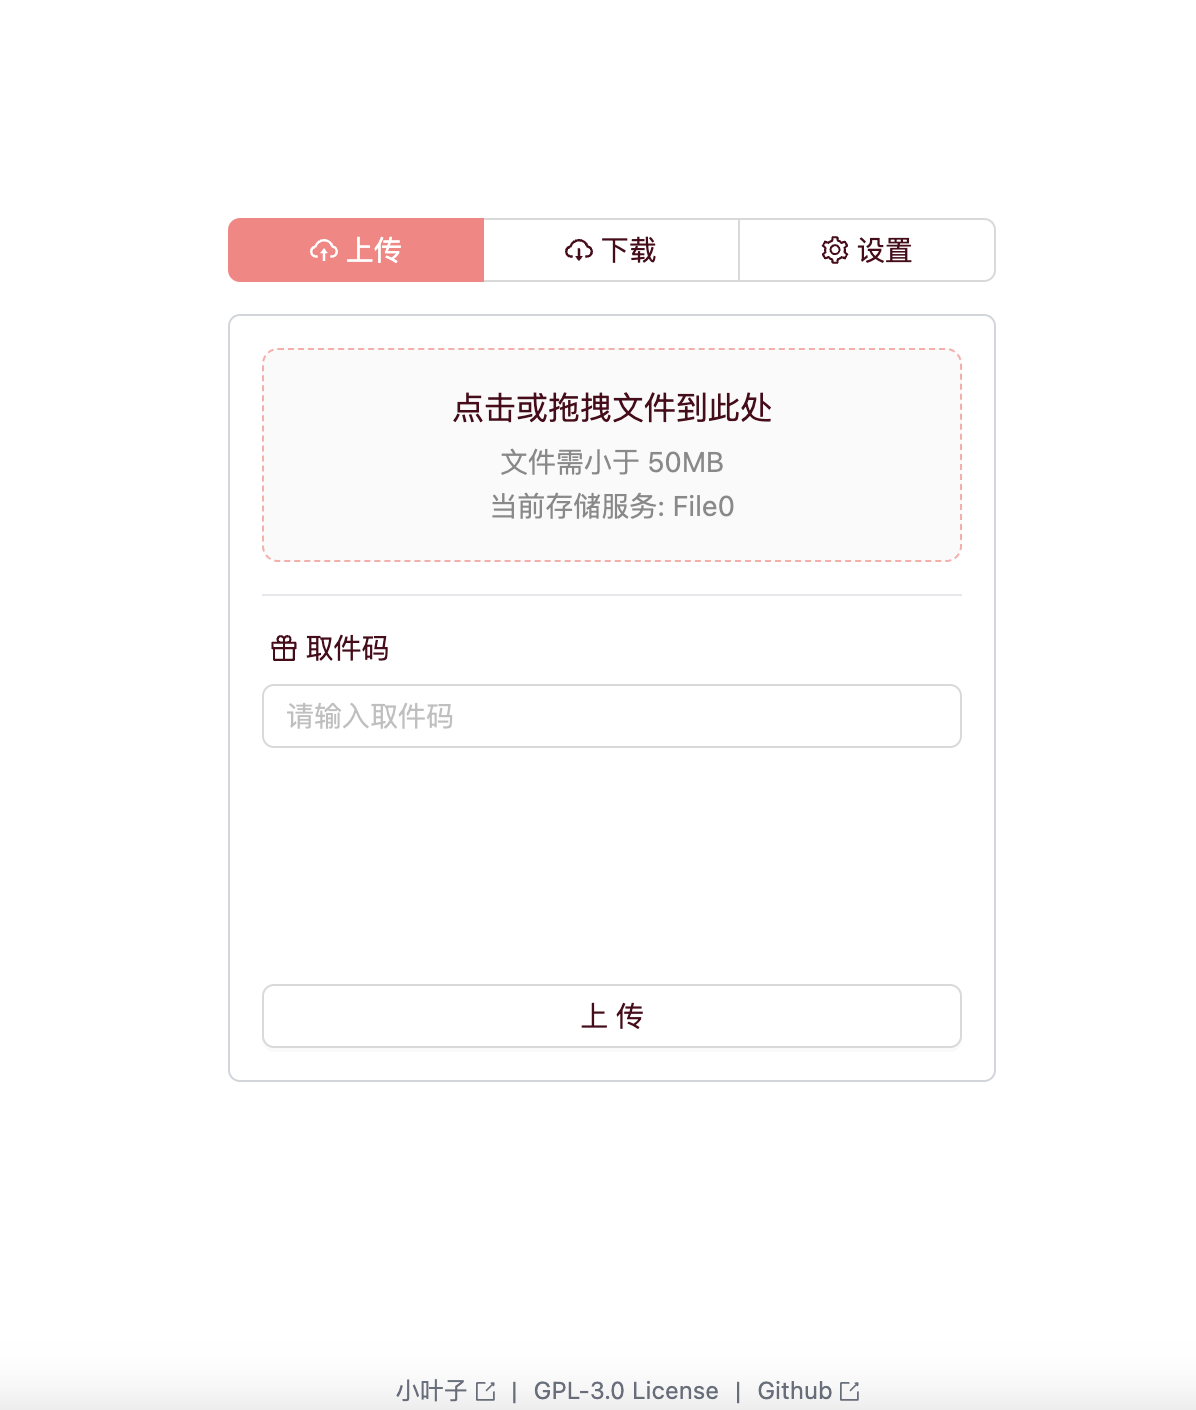 上传
下载
设置
点击或拖拽文件到此处
文件需小于 50MB
当前存储服务: File0
取件码
请输入取件码
上 传
小叶子 | GPL-3.0 License | Github